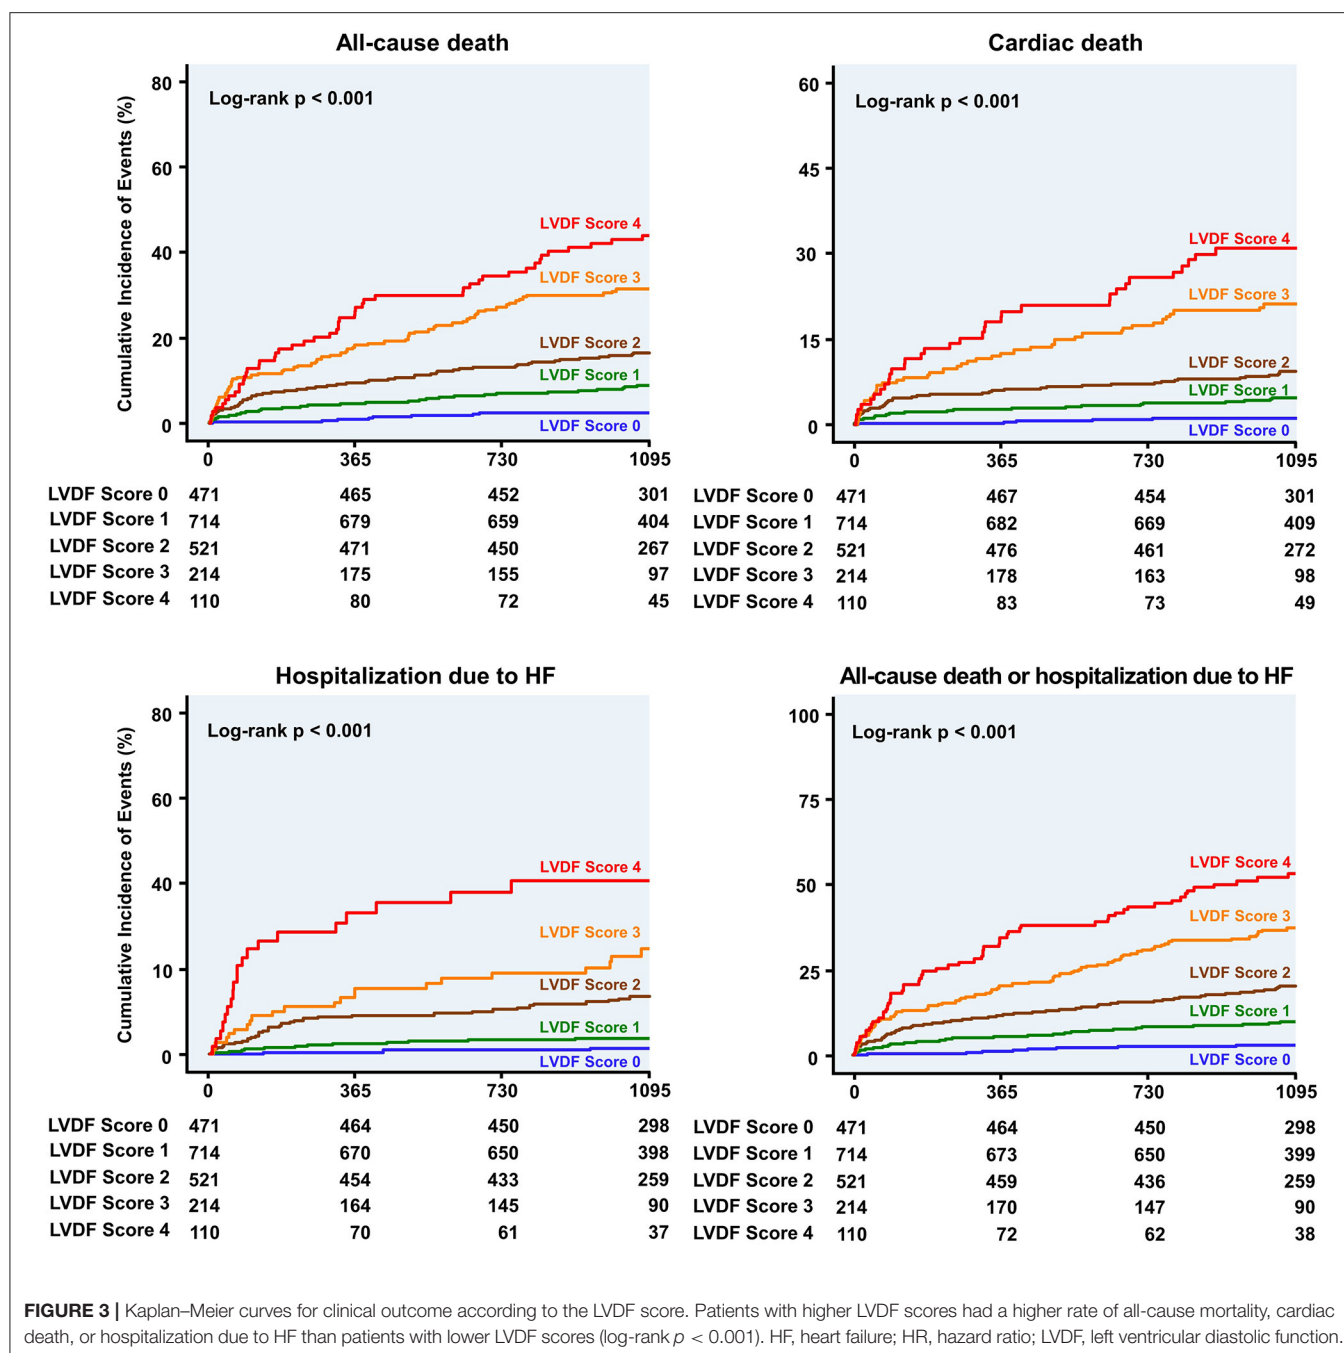 All-cause death
Cumulative Incidence of Events (%)
80
60
40
20
0
Log-rank p < 0.001
LVDF Score 4
LVDF Score 3
LVDF Score 2
LVDF Score 1
LVDF Score 0
0 365 730 1095
LVDF Score 0 471 465 452 301
LVDF Score 1 714 679 659 404
LVDF Score 2 521 471 450 267
LVDF Score 3 214 175 155 97
LVDF Score 4 110 80 72 45
Cardiac death
60
45
30
15
0
Log-rank p < 0.001
LVDF Score 4
LVDF Score 3
LVDF Score 2
LVDF Score 1
LVDF Score 0
0 365 730 1095
LVDF Score 0 471 467 454 301
LVDF Score 1 714 682 669 409
LVDF Score 2 521 476 461 272
LVDF Score 3 214 178 163 98
LVDF Score 4 110 83 73 49
Hospitalization due to HF
Cumulative Incidence of Events (%)
80
60
40
10
0
Log-rank p < 0.001
LVDF Score 4
LVDF Score 3
LVDF Score 2
LVDF Score 1
LVDF Score 0
0 365 730 1095
LVDF Score 0 471 464 450 298
LVDF Score 1 714 670 650 398
LVDF Score 2 521 454 433 259
LVDF Score 3 214 164 145 90
LVDF Score 4 110 70 61 37
All-cause death or hospitalization due to HF
100
75
50
25
0
Log-rank p < 0.001
LVDF Score 4
LVDF Score 3
LVDF Score 2
LVDF Score 1
LVDF Score 0
0 365 730 1095
LVDF Score 0 471 464 450 298
LVDF Score 1 714 673 650 399
LVDF Score 2 521 459 436 259
LVDF Score 3 214 170 147 90
LVDF Score 4 110 72 62 38
FIGURE 3 | Kaplan–Meier curves for clinical outcome according to the LVDF score. Patients with higher LVDF scores had a higher rate of all-cause mortality, cardiac
death, or hospitalization due to HF than patients with lower LVDF scores (log-rank p < 0.001). HF, heart failure; HR, hazard ratio; LVDF, left ventricular diastolic function.